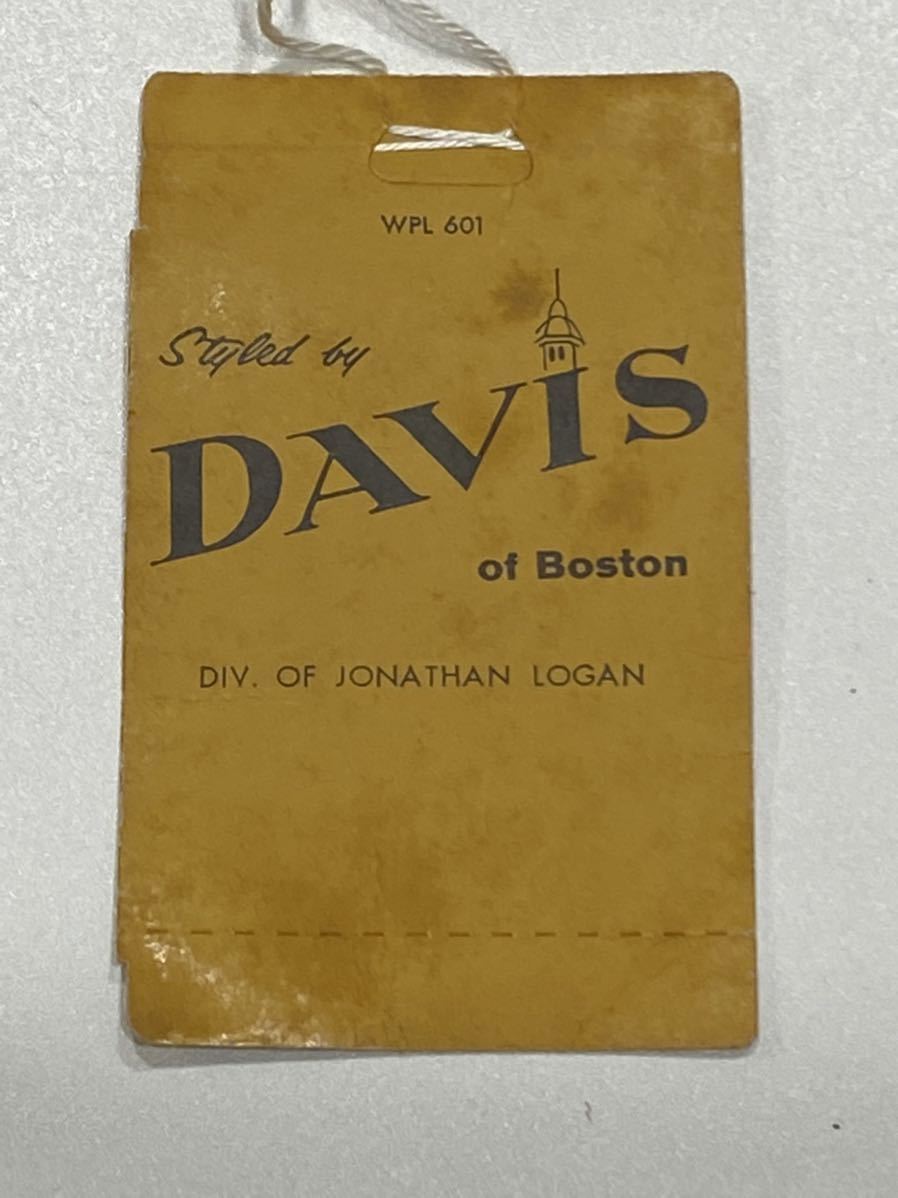 WPL 601
Styled by
DAVIS
of Boston
DIV. OF JONATHAN LOGAN